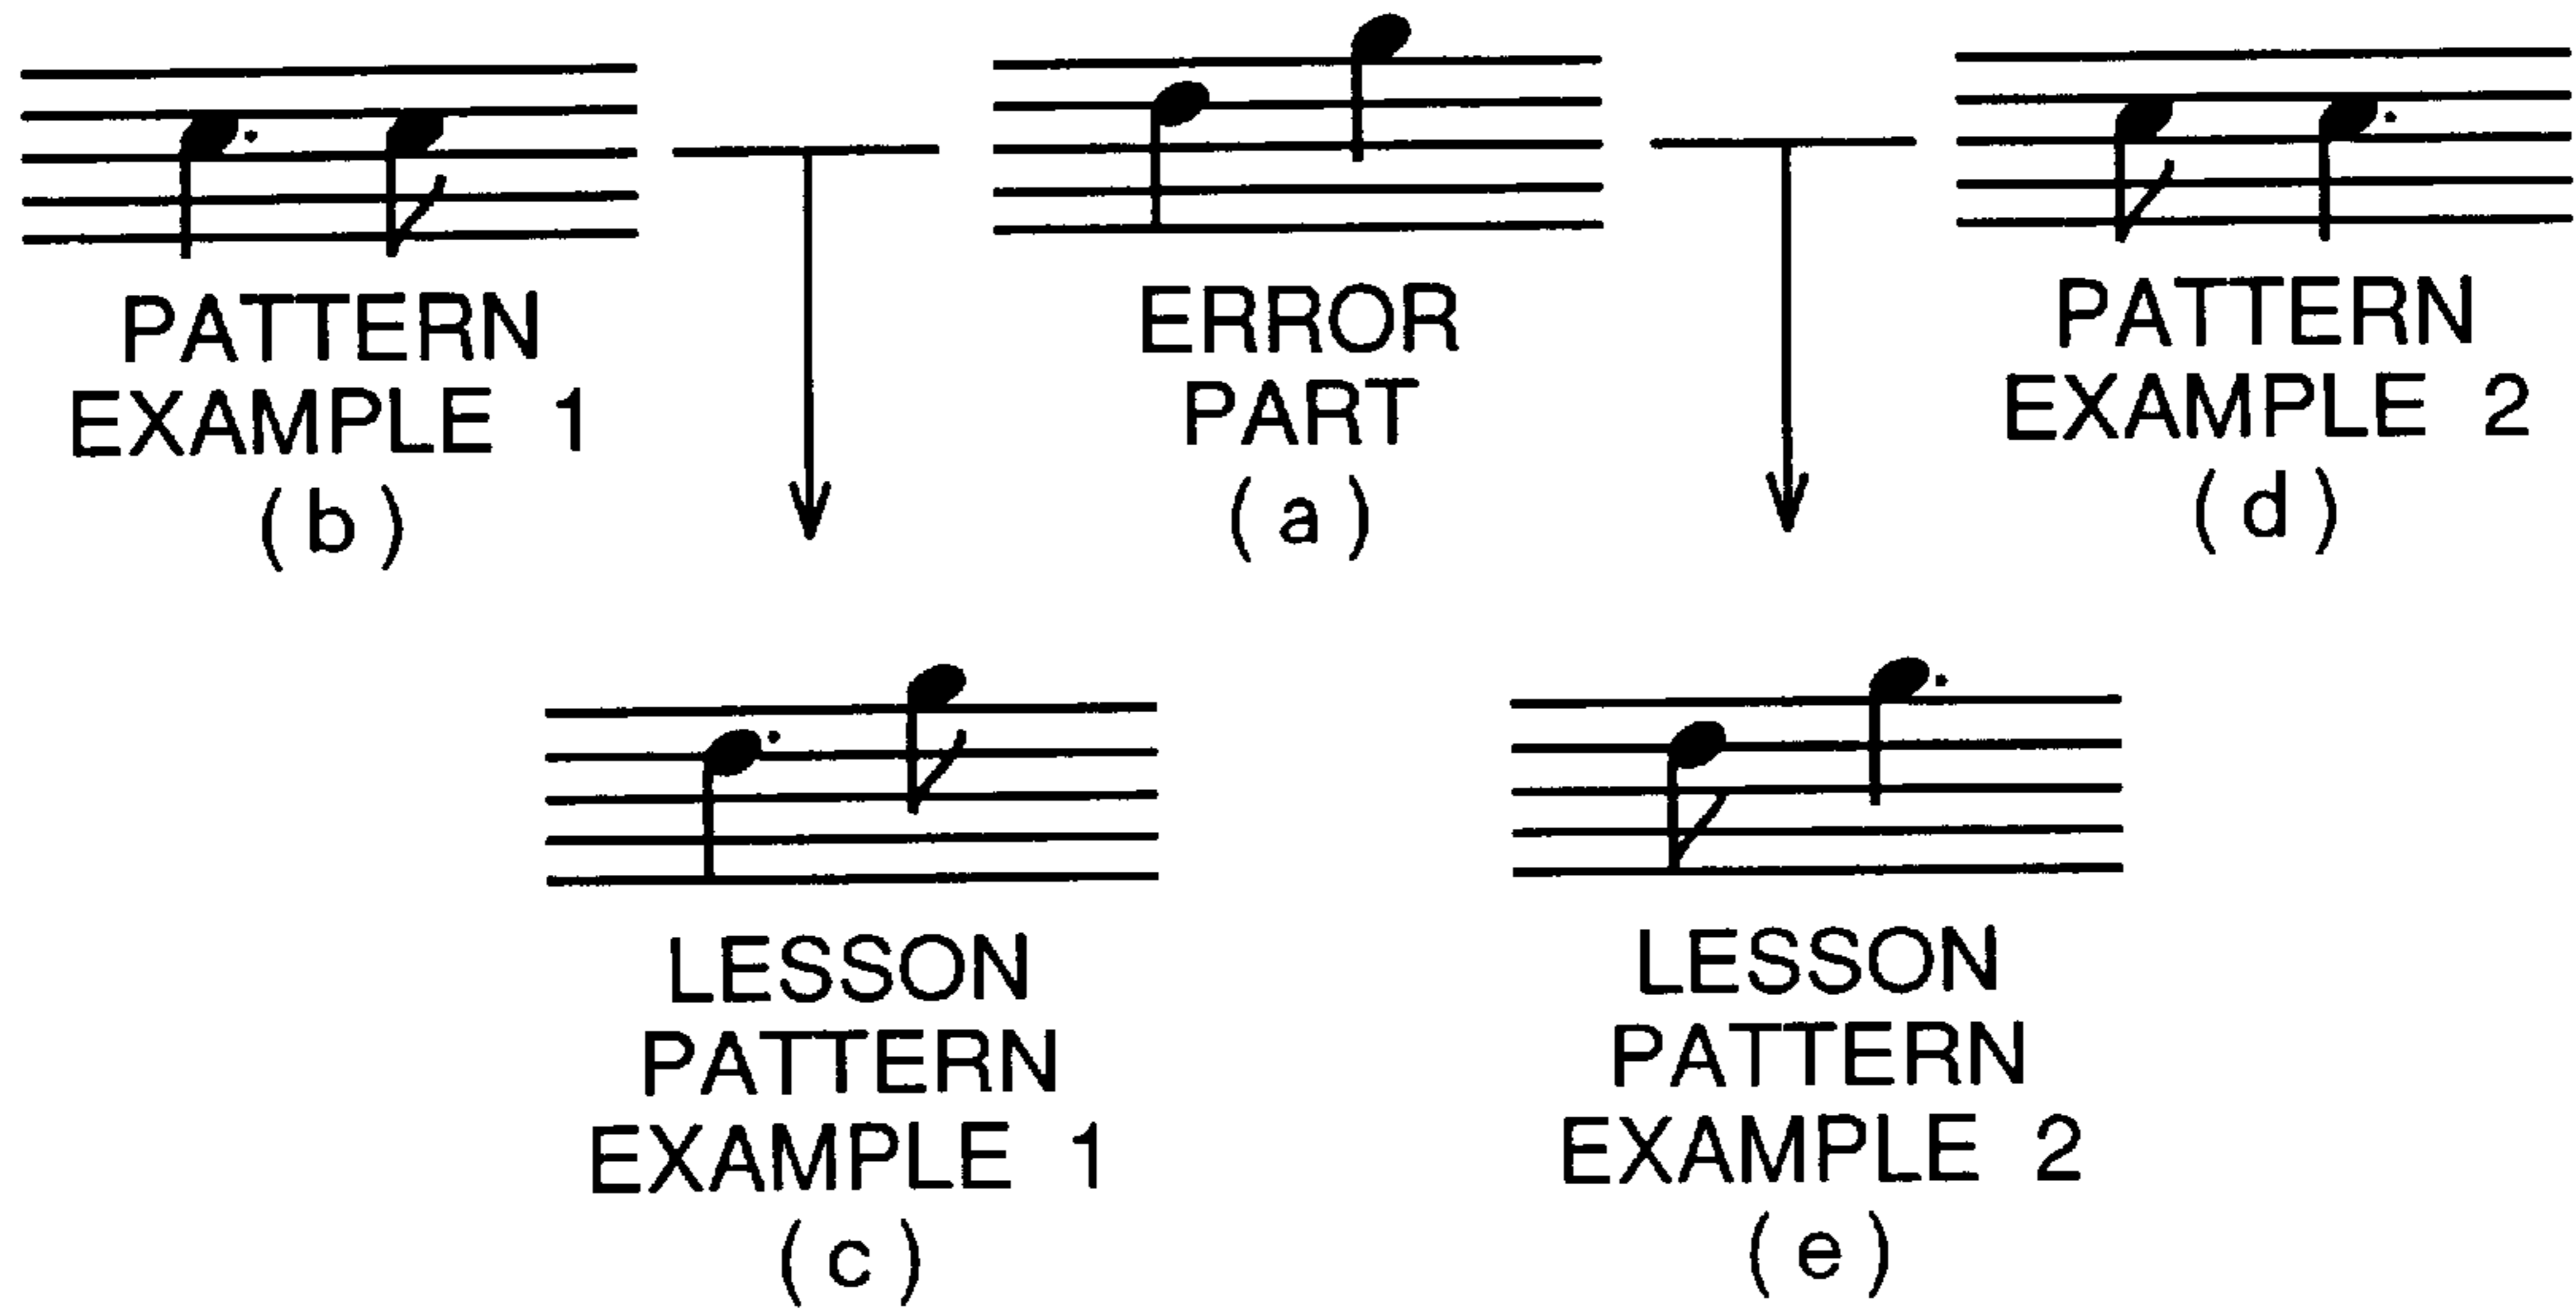 PATTERN
EXAMPLE 1
(b)
ERROR
PART
(a)
PATTERN
EXAMPLE 2
(d)
LESSON
PATTERN
EXAMPLE 1
(c)
LESSON
PATTERN
EXAMPLE 2
(e)